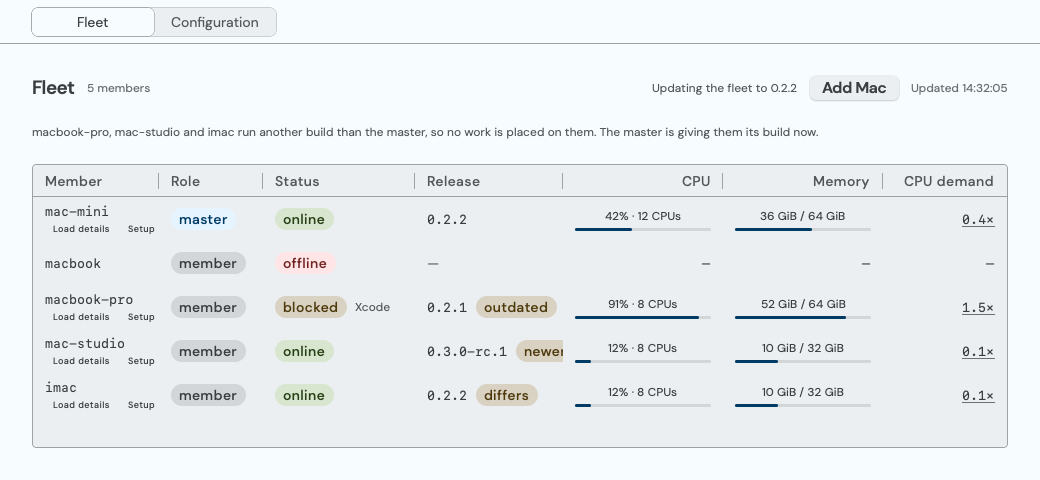 Fleet Configuration
Fleet 5 members Updating the fleet to 0.2.2 Add Mac Updated 14:32:05
macbook-pro, mac-studio and imac run another build than the master, so no work is placed on them. The master is giving them its build now.
Member Role Status Release CPU Memory CPU demand
mac-mini master online 0.2.2 42% · 12 CPUs 36 GiB / 64 GiB 0.4×
Load details Setup
macbook member offline — — — —
macbook-pro member blocked Xcode 0.2.1 outdated 91% · 8 CPUs 52 GiB / 64 GiB 1.5×
Load details Setup
mac-studio member online 0.3.0-rc.1 newer 12% · 8 CPUs 10 GiB / 32 GiB 0.1×
Load details Setup
imac member online 0.2.2 differs 12% · 8 CPUs 10 GiB / 32 GiB 0.1×
Load details Setup